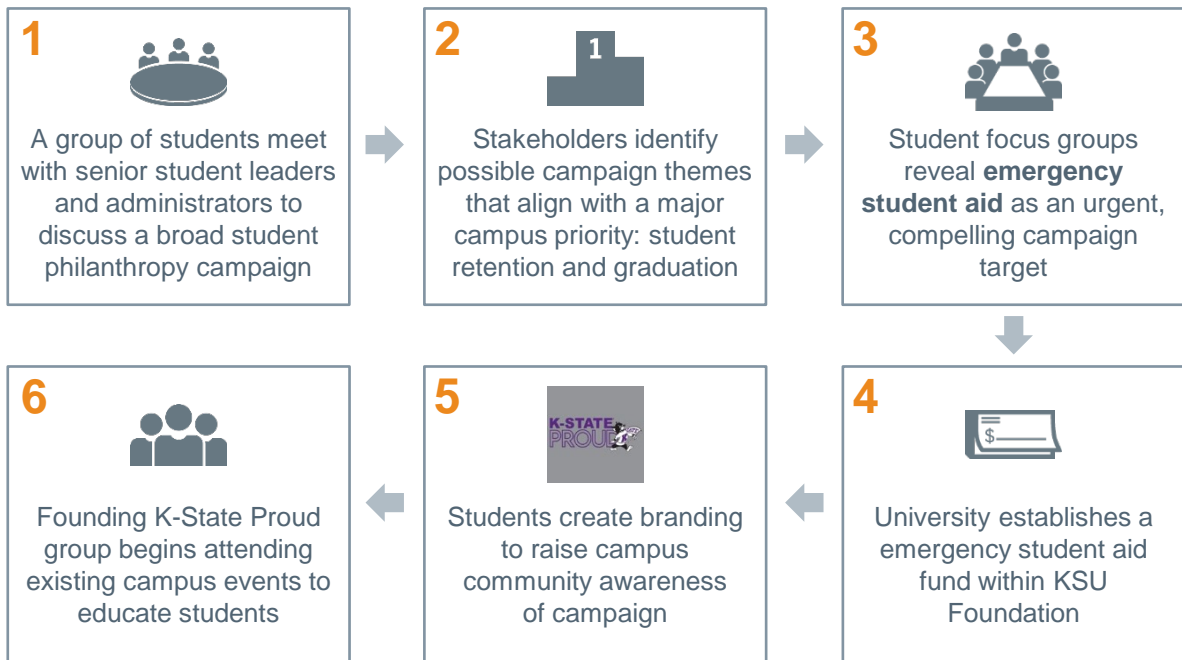 1
A group of students meet
with senior student leaders
and administrators to
discuss a broad student
philanthropy campaign
2
1
Stakeholders identify
possible campaign themes
that align with a major
campus priority: student
retention and graduation
3
Student focus groups
reveal emergency
student aid as an urgent,
compelling campaign
target
4
$
University establishes a
emergency student aid
fund within KSU
Foundation
5
K-STATE
PROUD
Students create branding
to raise campus
community awareness
of campaign
6
Founding K-State Proud
group begins attending
existing campus events to
educate students